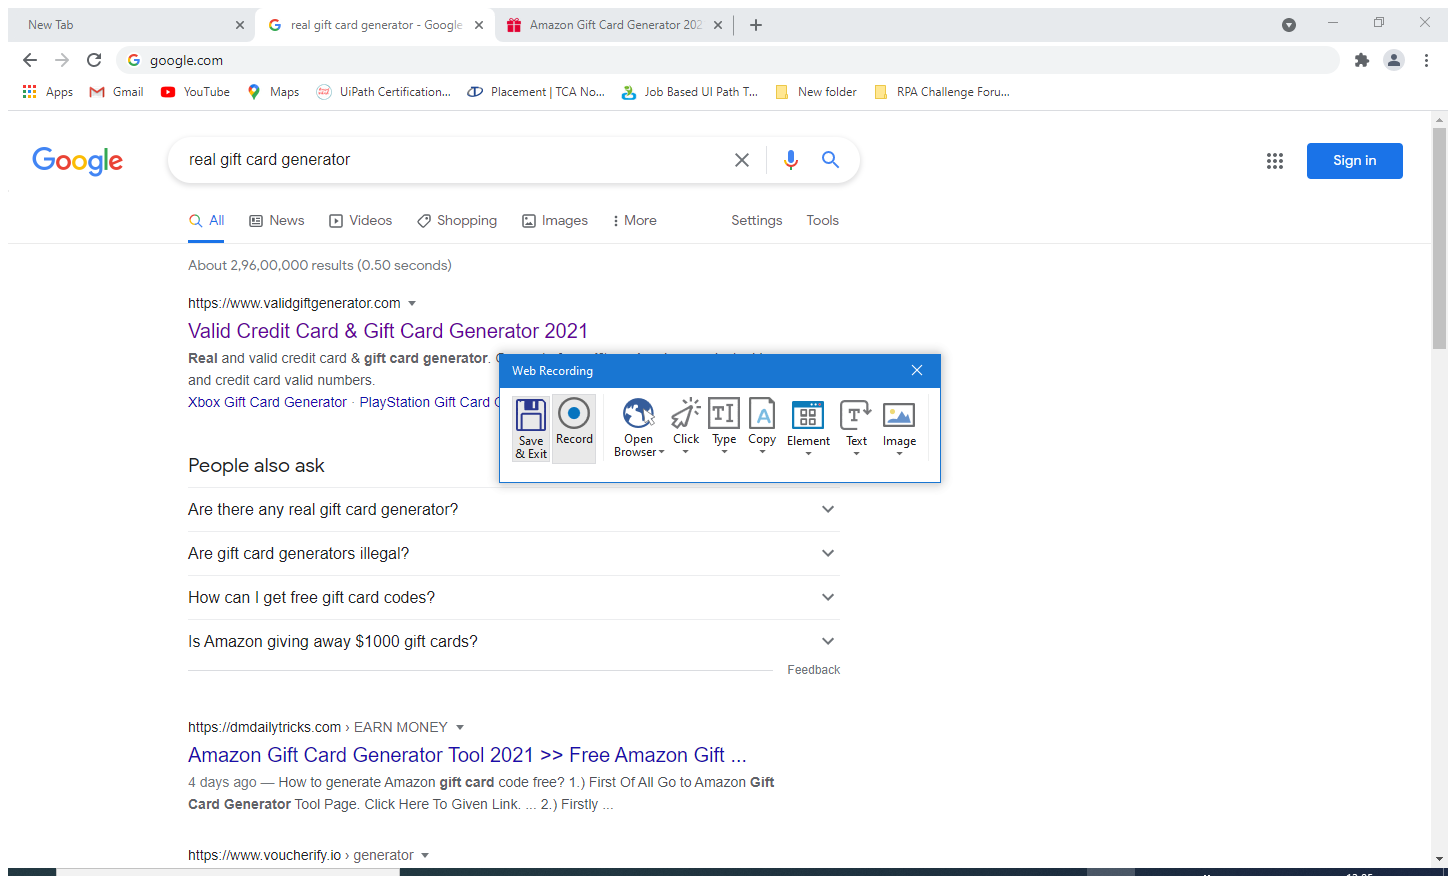 New Tab
real gift card generator - Google
Amazon Gift Card Generator 202
google.com
Apps
Gmail
YouTube
Maps
UiPath Certification...
Placement | TCA No...
Job Based UI Path T...
New folder
RPA Challenge Foru...
Google
real gift card generator
Sign in
All
News
Videos
Shopping
Images
More
Settings
Tools
About 2,96,00,000 results (0.50 seconds)
https://www.validgiftgenerator.com
Valid Credit Card & Gift Card Generator 2021
Real and valid credit card & gift card generator.
and credit card valid numbers.
Xbox Gift Card Generator · PlayStation Gift Card
Web Recording
Save & Exit
Record
Open Browser
Click
Type
Copy
Element
Text
Image
People also ask
Are there any real gift card generator?
Are gift card generators illegal?
How can I get free gift card codes?
Is Amazon giving away $1000 gift cards?
Feedback
https://dmdailytricks.com › EARN MONEY
Amazon Gift Card Generator Tool 2021 >> Free Amazon Gift ...
4 days ago — How to generate Amazon gift card code free? 1.) First Of All Go to Amazon Gift
Card Generator Tool Page. Click Here To Given Link. ... 2.) Firstly ...
https://www.voucherify.io › generator